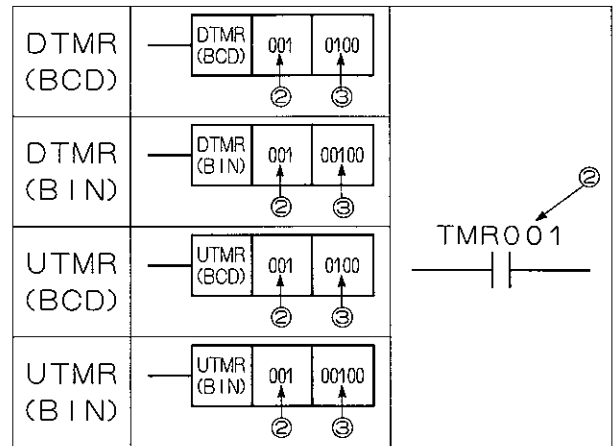 DTMR
(BCD)
DTMR
(BCD)
001
0100
②
③
DTMR
(BIN)
DTMR
(BIN)
001
00100
②
③
UTMR
(BCD)
UTMR
(BCD)
001
0100
②
③
UTMR
(BIN)
UTMR
(BIN)
001
00100
②
③
②
TMR001